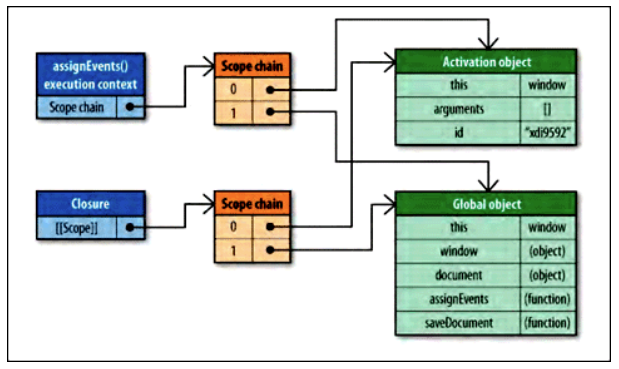 assignEvents()
execution context
Scope chain
Scope chain
0
1
Activation object
this window
arguments []
id "xdi9592"
Closure
[[Scope]]
Scope chain
0
1
Global object
this window
window (object)
document (object)
assignEvents (function)
saveDocument (function)